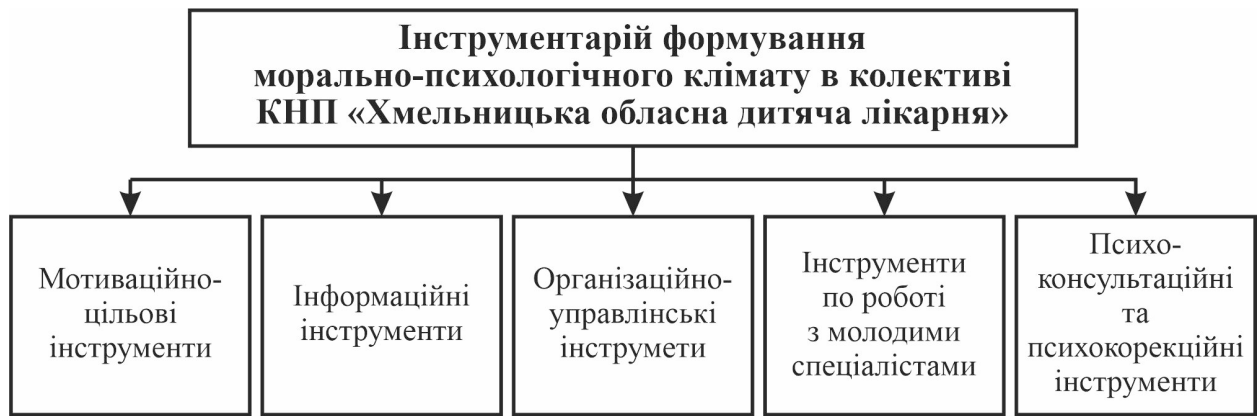 Інструментарій формування
морально-психологічного клімату в колективі
КНП «Хмельницька обласна дитяча лікарня»
Мотиваційно-
цільові
інструменти
Інформаційні
інструменти
Організаційно-
управлінські
інструмети
Інструменти
по роботі
з молодими
спеціалістами
Психо-
консультаційні
та
психокорекційні
інструменти